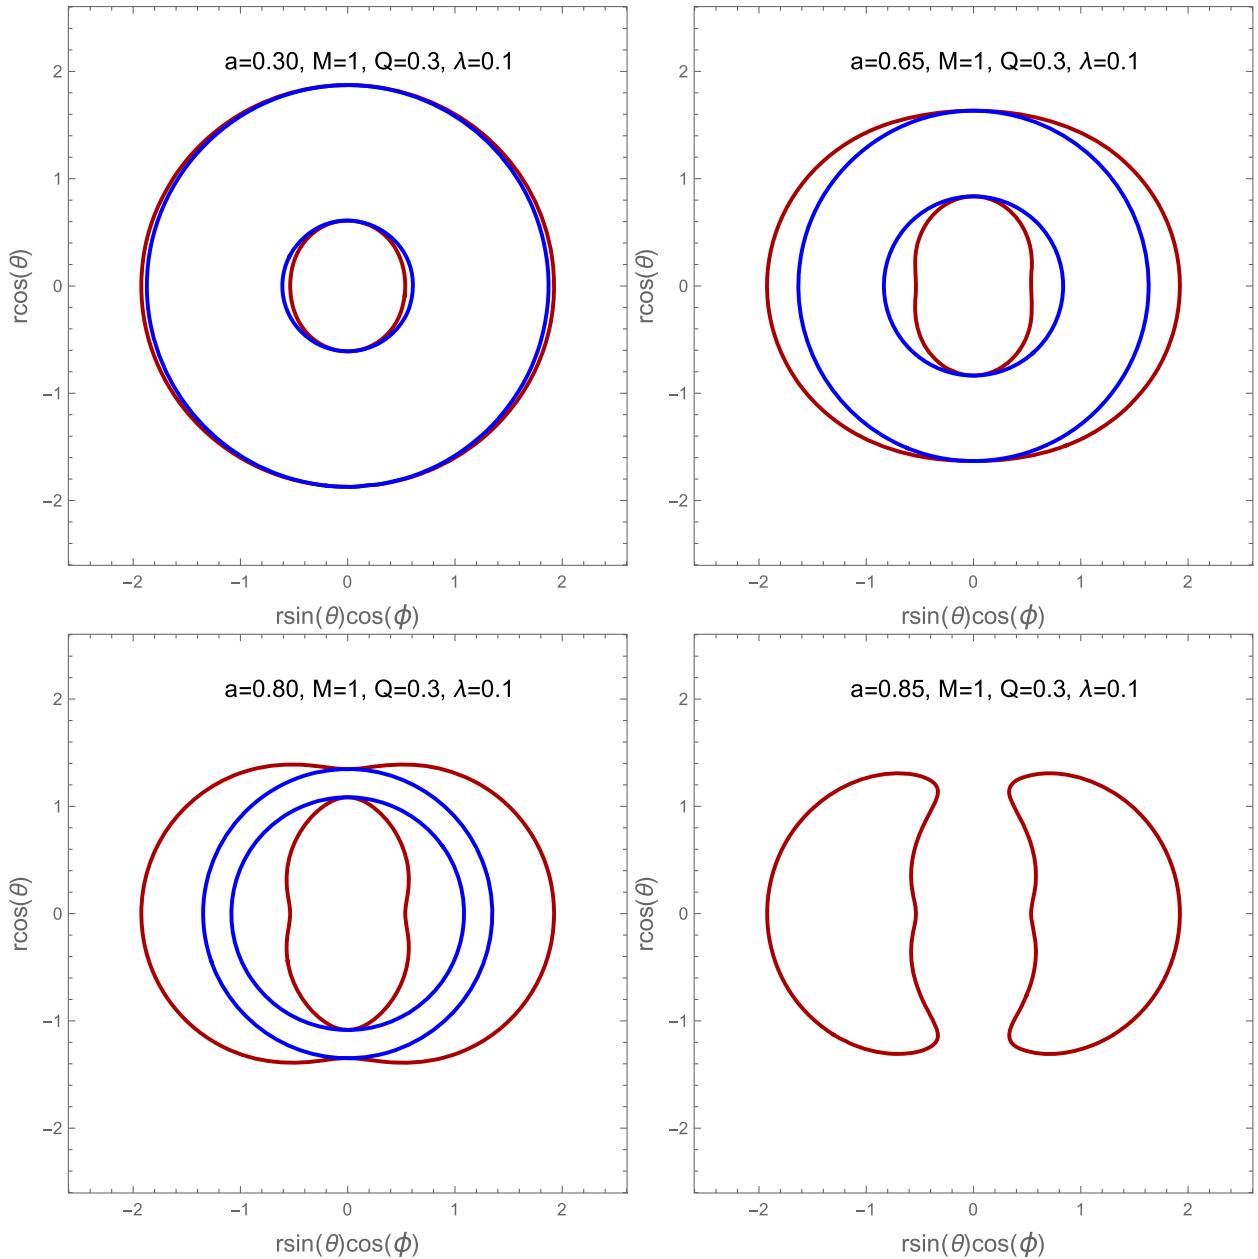 a=0.30, M=1, Q=0.3, λ=0.1
2
1
0
−1
−2
rcos(θ)
−2 −1 0 1 2
rsin(θ)cos(ϕ)
a=0.65, M=1, Q=0.3, λ=0.1
2
1
0
−1
−2
rcos(θ)
−2 −1 0 1 2
rsin(θ)cos(ϕ)
a=0.80, M=1, Q=0.3, λ=0.1
2
1
0
−1
−2
rcos(θ)
−2 −1 0 1 2
rsin(θ)cos(ϕ)
a=0.85, M=1, Q=0.3, λ=0.1
2
1
0
−1
−2
rcos(θ)
−2 −1 0 1 2
rsin(θ)cos(ϕ)